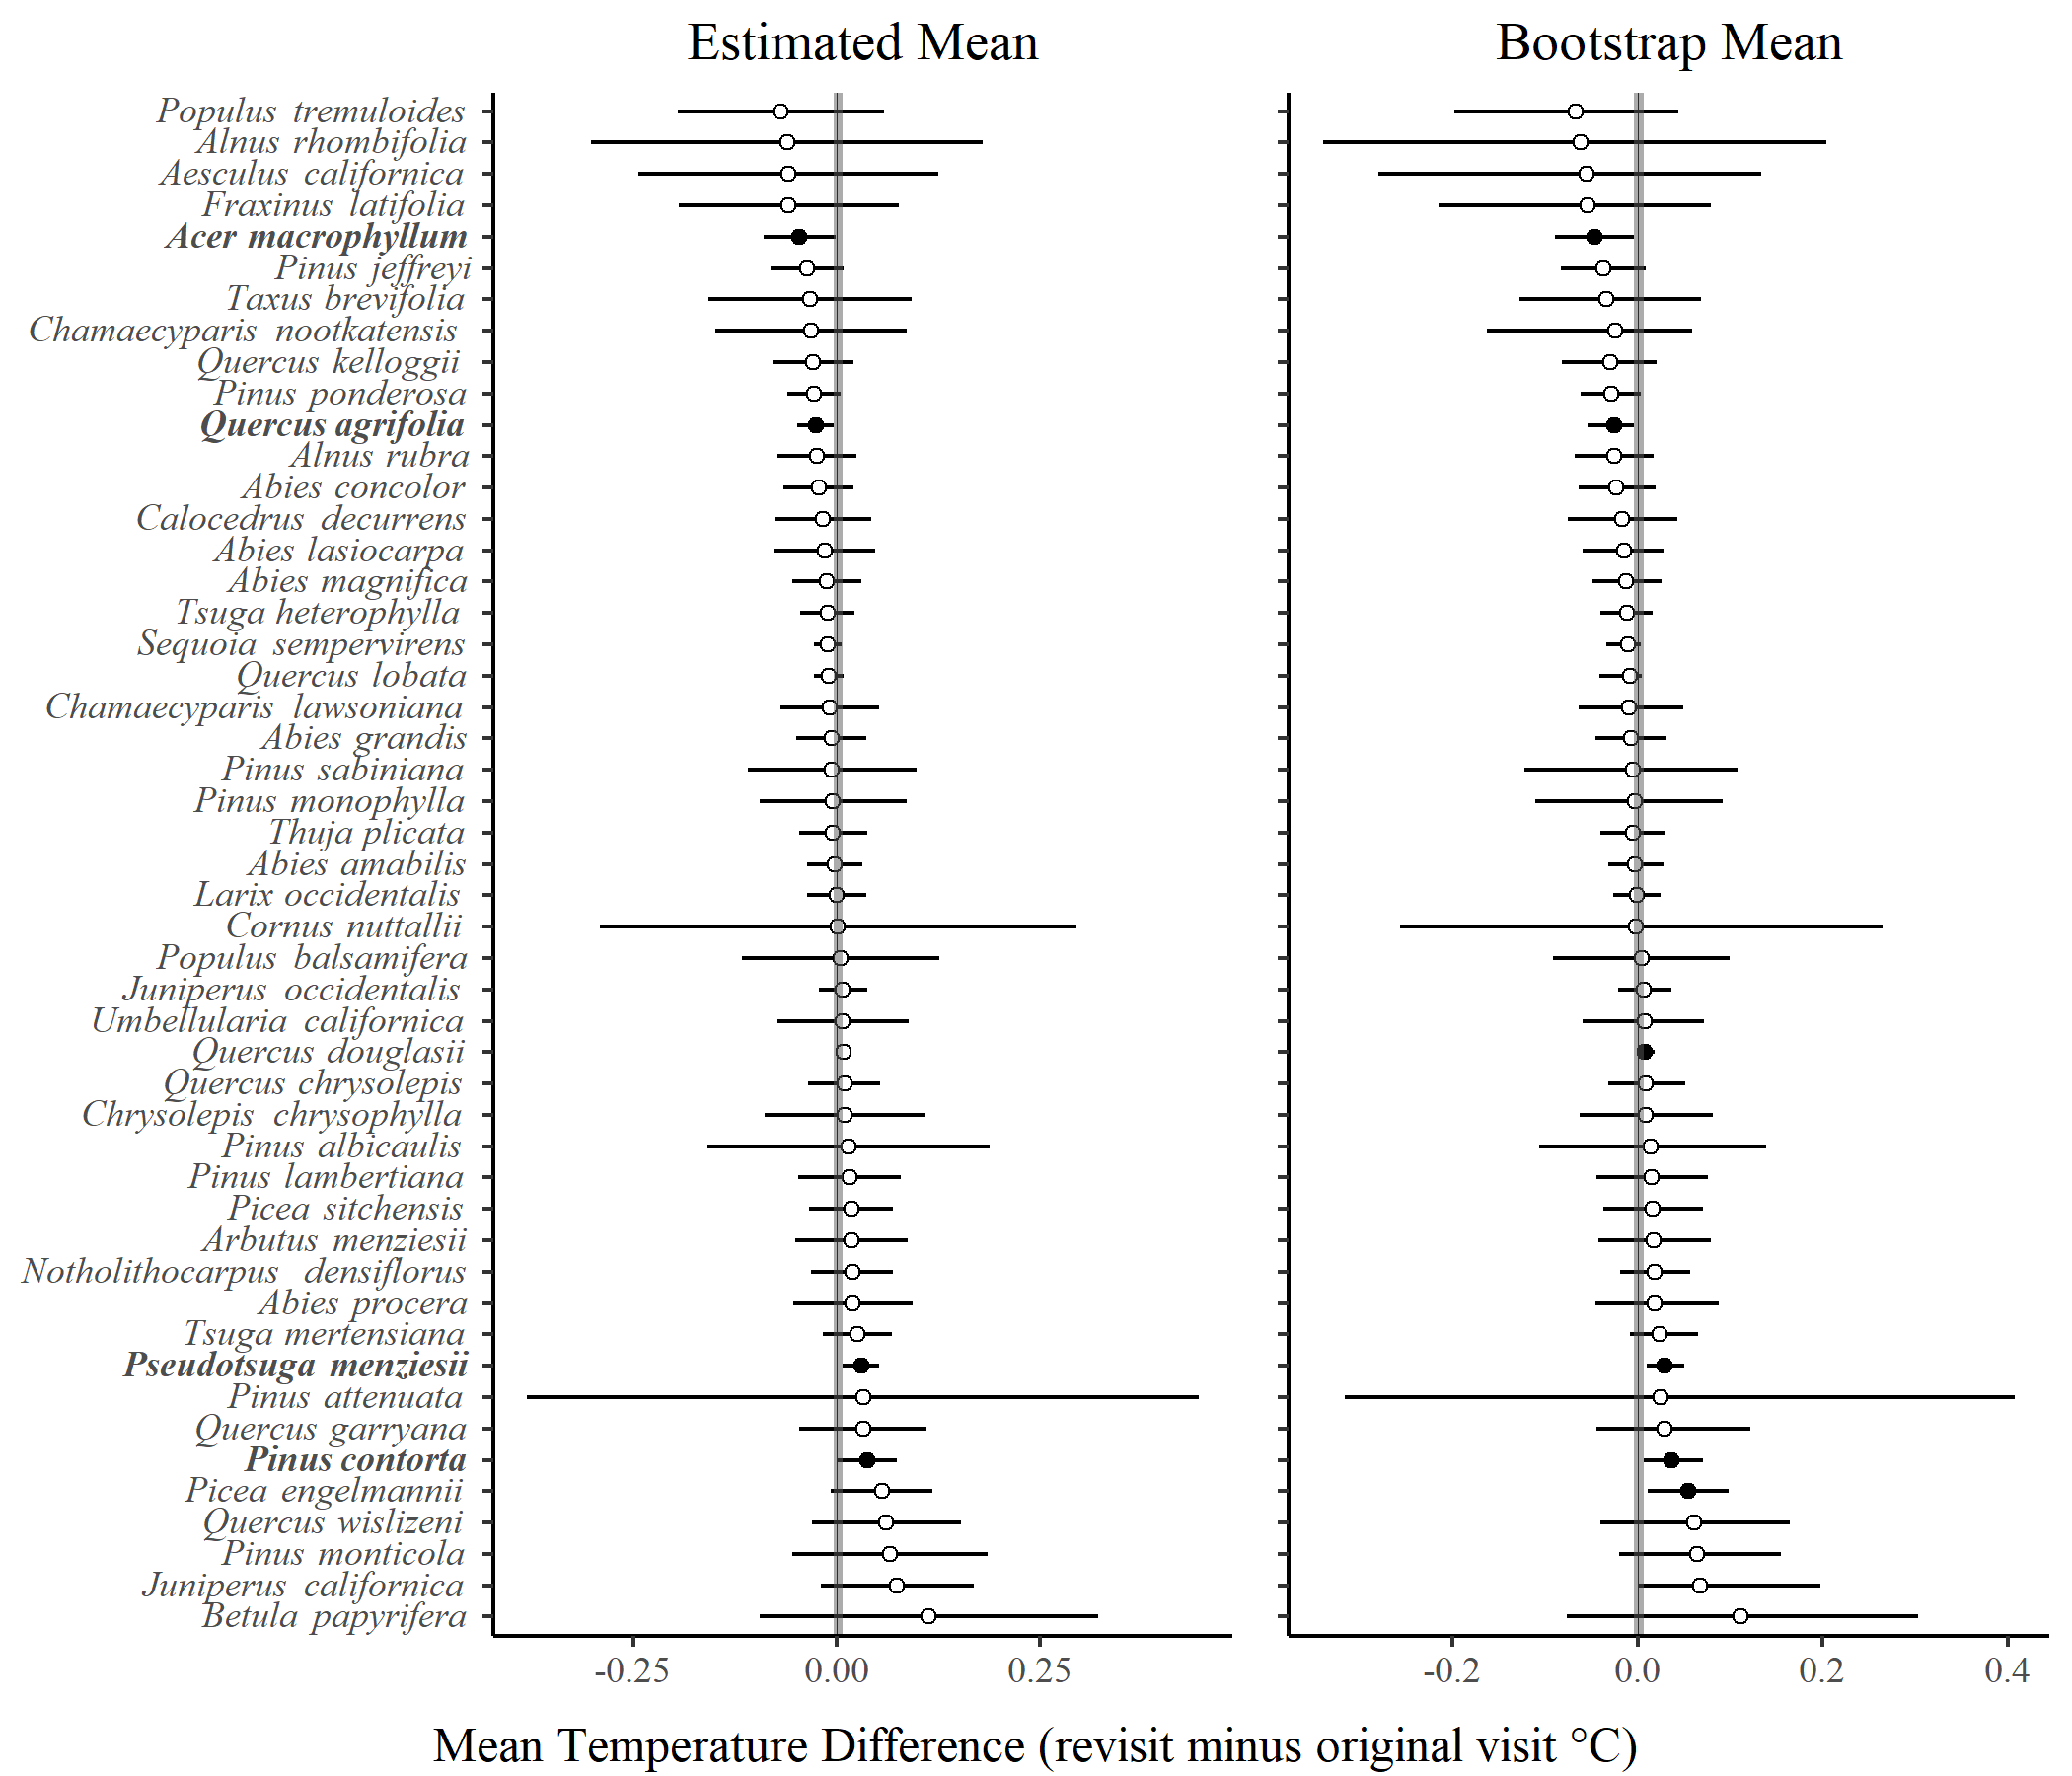 Estimated Mean
Bootstrap Mean
Populus tremuloides
Alnus rhombifolia
Aesculus californica
Fraxinus latifolia
Acer macrophyllum
Pinus jeffreyi
Taxus brevifolia
Chamaecyparis nootkatensis
Quercus kelloggii
Pinus ponderosa
Quercus agrifolia
Alnus rubra
Abies concolor
Calocedrus decurrens
Abies lasiocarpa
Abies magnifica
Tsuga heterophylla
Sequoia sempervirens
Quercus lobata
Chamaecyparis lawsoniana
Abies grandis
Pinus sabiniana
Pinus monophylla
Thuja plicata
Abies amabilis
Larix occidentalis
Cornus nuttallii
Populus balsamifera
Juniperus occidentalis
Umbellularia californica
Quercus douglasii
Quercus chrysolepis
Chrysolepis chrysophylla
Pinus albicaulis
Pinus lambertiana
Picea sitchensis
Arbutus menziesii
Notholithocarpus densiflorus
Abies procera
Tsuga mertensiana
Pseudotsuga menziesii
Pinus attenuata
Quercus garryana
Pinus contorta
Picea engelmannii
Quercus wislizeni
Pinus monticola
Juniperus californica
Betula papyrifera
-0.25 0.00 0.25
-0.2 0.0 0.2 0.4
Mean Temperature Difference (revisit minus original visit °C)